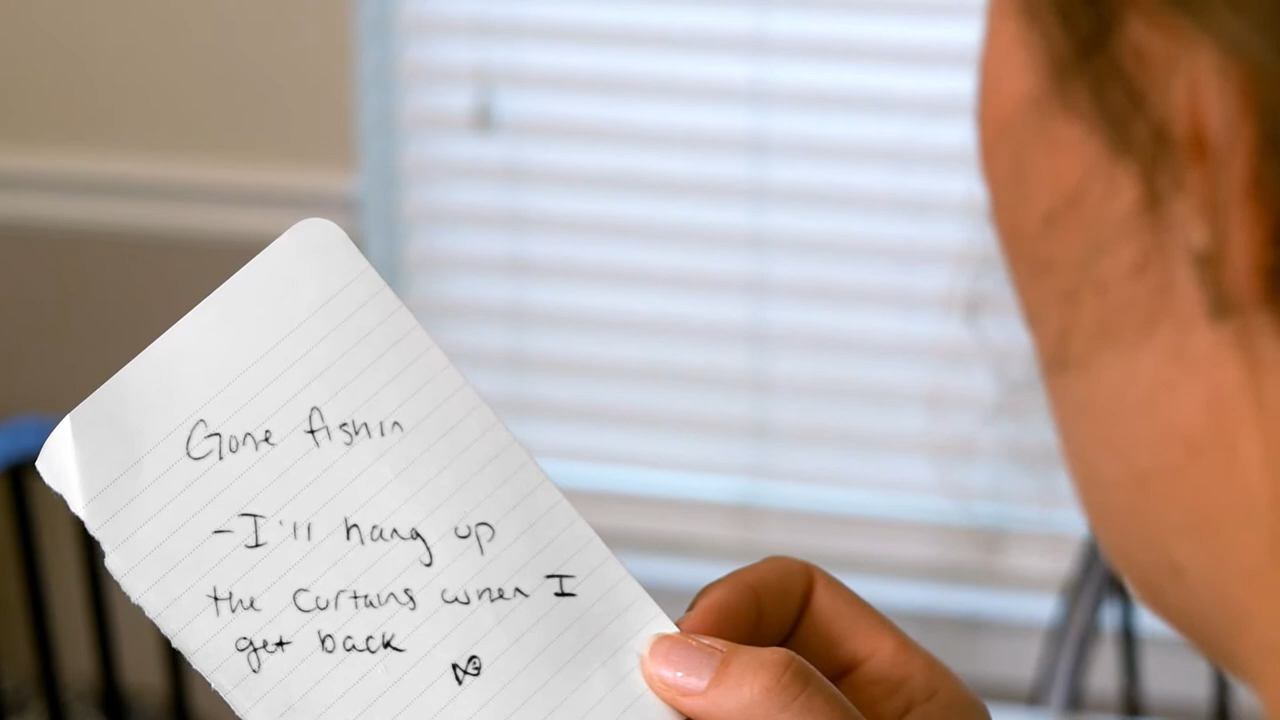 Gone fishin
-I'll hang up
the curtains when I
get back